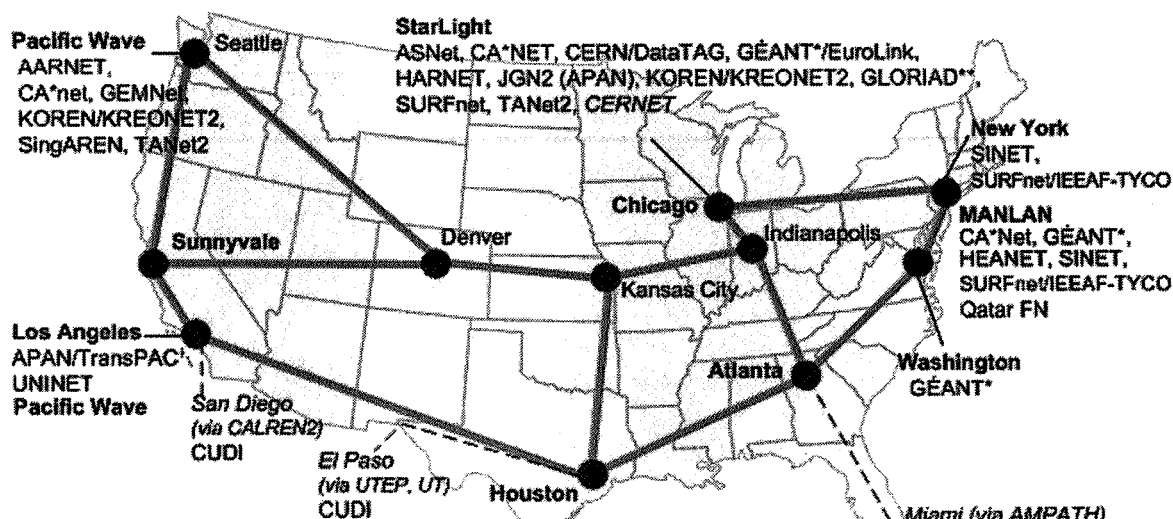 StarLight
ASNet, CA*NET, CERN/DataTAG, GÉANT*/EuroLink,
HARNET, JGN2 (APAN), KOREN/KREONET2, GLORIAD**,
SURFnet, TANet2, CERNET
Pacific Wave
AARNET,
CA*net, GEMNet,
KOREN/KREONET2,
SingAREN, TANet2
Seattle
New York
SINET,
SURFnet/IEEAF-TYCO
Chicago
Indianapolis
MANLAN
CA*Net, GÉANT*,
HEANET, SINET,
SURFnet/IEEAF-TYCO
Qatar FN
Sunnyvale
Denver
Kansas City
Los Angeles
APAN/TransPAC
UNINET
Pacific Wave
Atlanta
Washington
GÉANT*
San Diego
(via CALREN2)
CUDI
El Paso
(via UTEP, UT)
CUDI
Houston
Miami (via AMPATH)